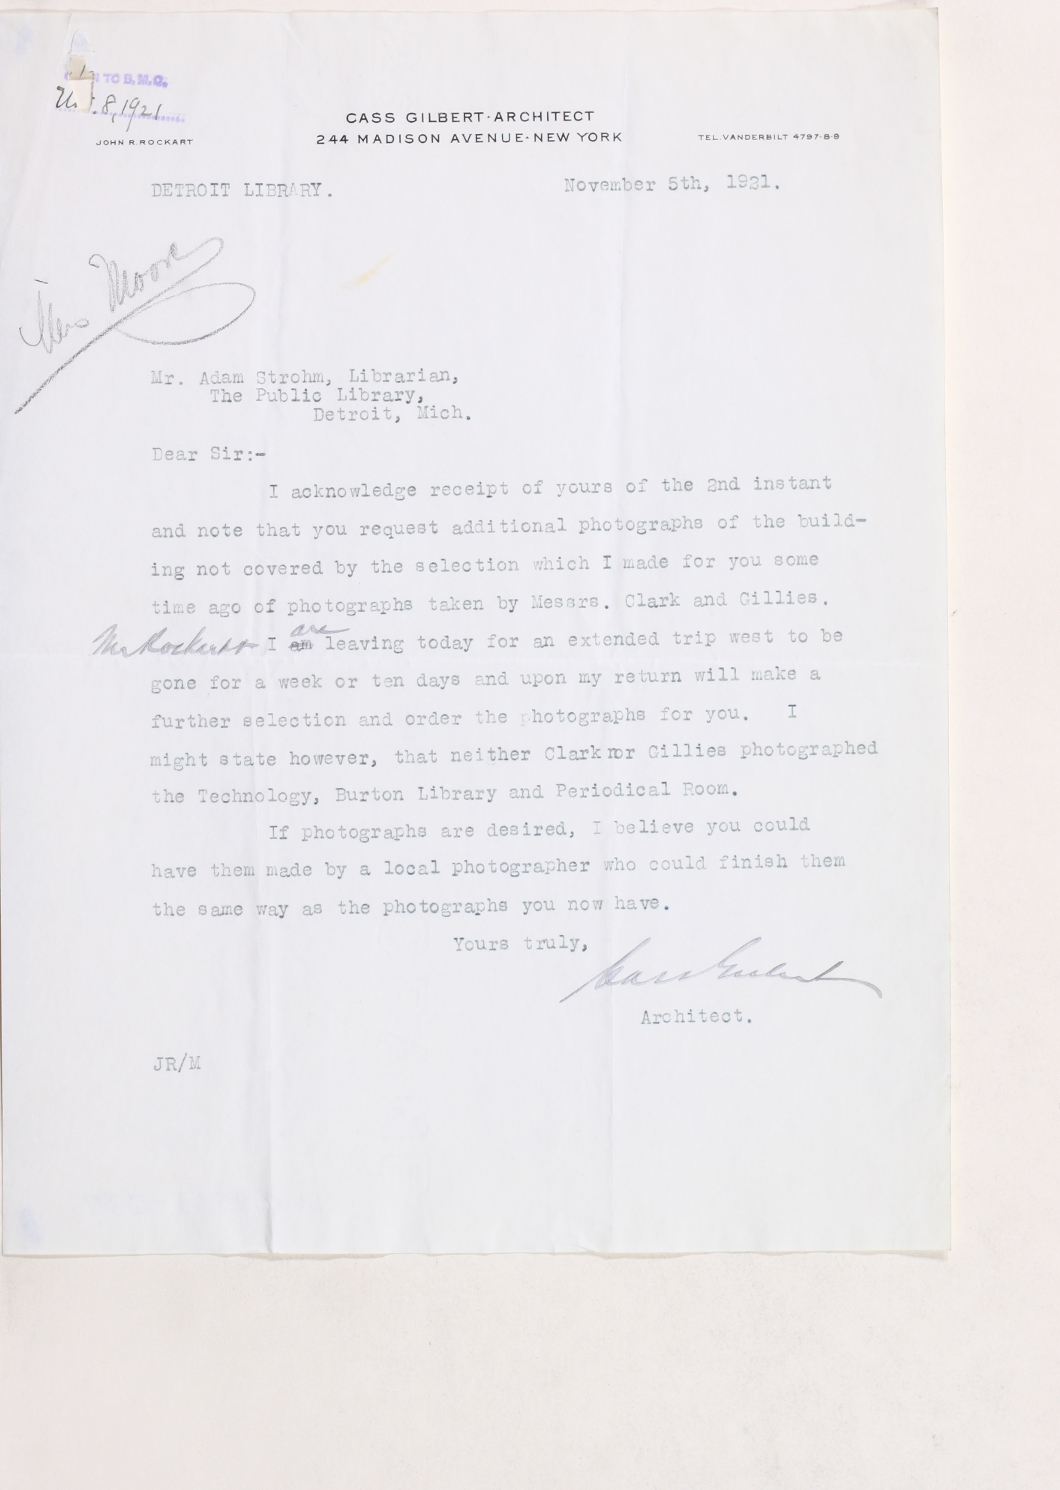 TO B.M.C.
8, 1921
CASS GILBERT·ARCHITECT
244 MADISON AVENUE·NEW YORK
JOHN R. ROCKART
TEL. VANDERBILT 4797-8-9
DETROIT LIBRARY.
November 5th, 1921.
Moore
Mr. Adam Strohm, Librarian,
The Public Library,
Detroit, Mich.
Dear Sir:-
I acknowledge receipt of yours of the 2nd instant
and note that you request additional photographs of the build-
ing not covered by the selection which I made for you some
time ago of photographs taken by Messrs. Clark and Gillies.
are
Mr Rockart + I am leaving today for an extended trip west to be
gone for a week or ten days and upon my return will make a
further selection and order the photographs for you. I
might state however, that neither Clark nor Gillies photographed
the Technology, Burton Library and Periodical Room.
If photographs are desired, I believe you could
have them made by a local photographer who could finish them
the same way as the photographs you now have.
Yours truly,
Cass Gilbert
Architect.
JR/M